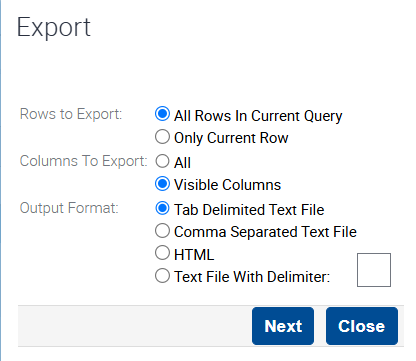 Export
Rows to Export: All Rows In Current Query
Only Current Row
Columns To Export: All
Visible Columns
Output Format: Tab Delimited Text File
Comma Separated Text File
HTML
Text File With Delimiter:
Next Close